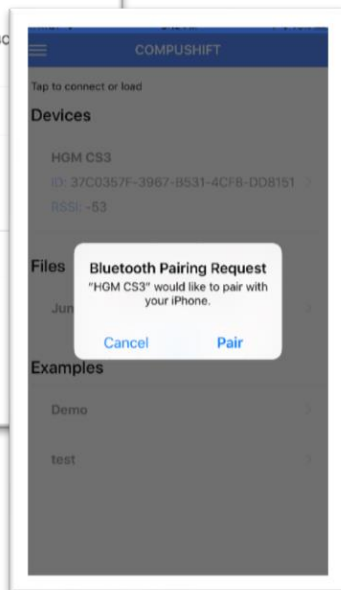 COMPUSHIFT
Tap to connect or load
Devices
HGM CS3
ID: 37C0357F-3967-B531-4CF8-DD8151
RSSI: -53
Files
Bluetooth Pairing Request
"HGM CS3" would like to pair with
your iPhone.
Jun
Cancel Pair
Examples
Demo
test